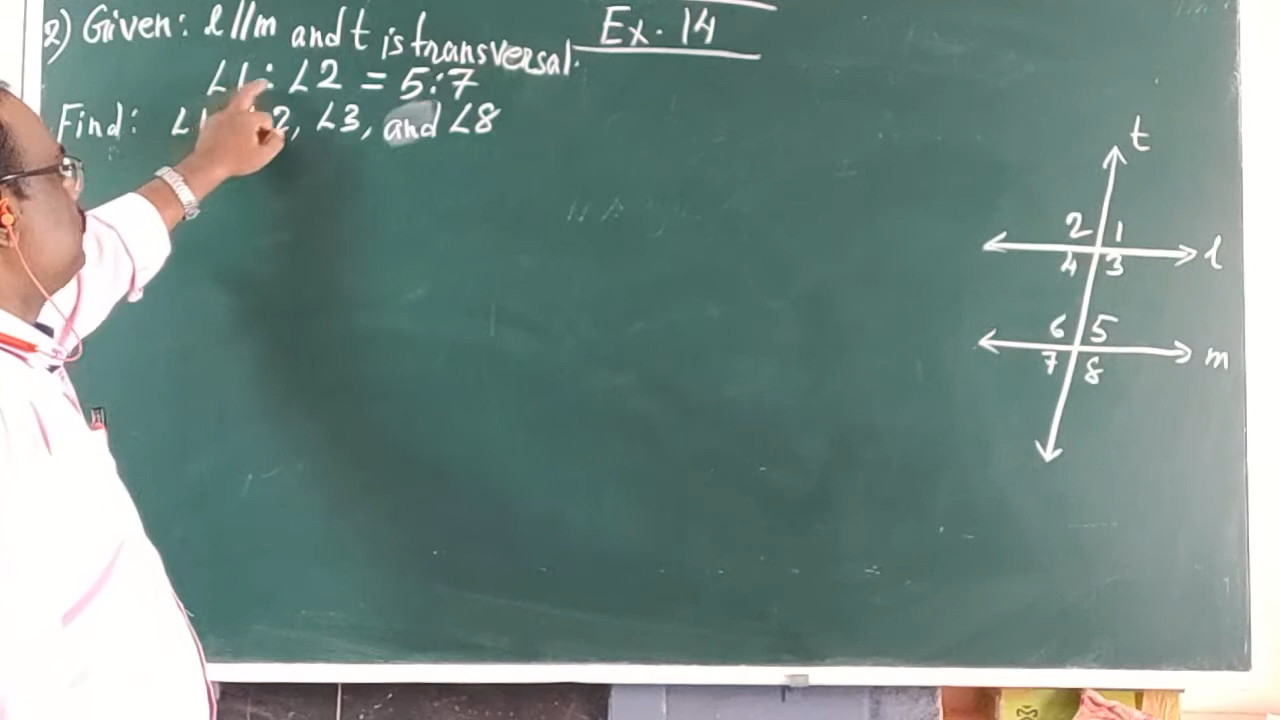 Ex. 14
2) Given: l//m and t is transversal.
∠1 : ∠2 = 5:7
Find: ∠ 2, ∠3, and ∠8
t
2 1
l
4 3
6 5
m
7 8